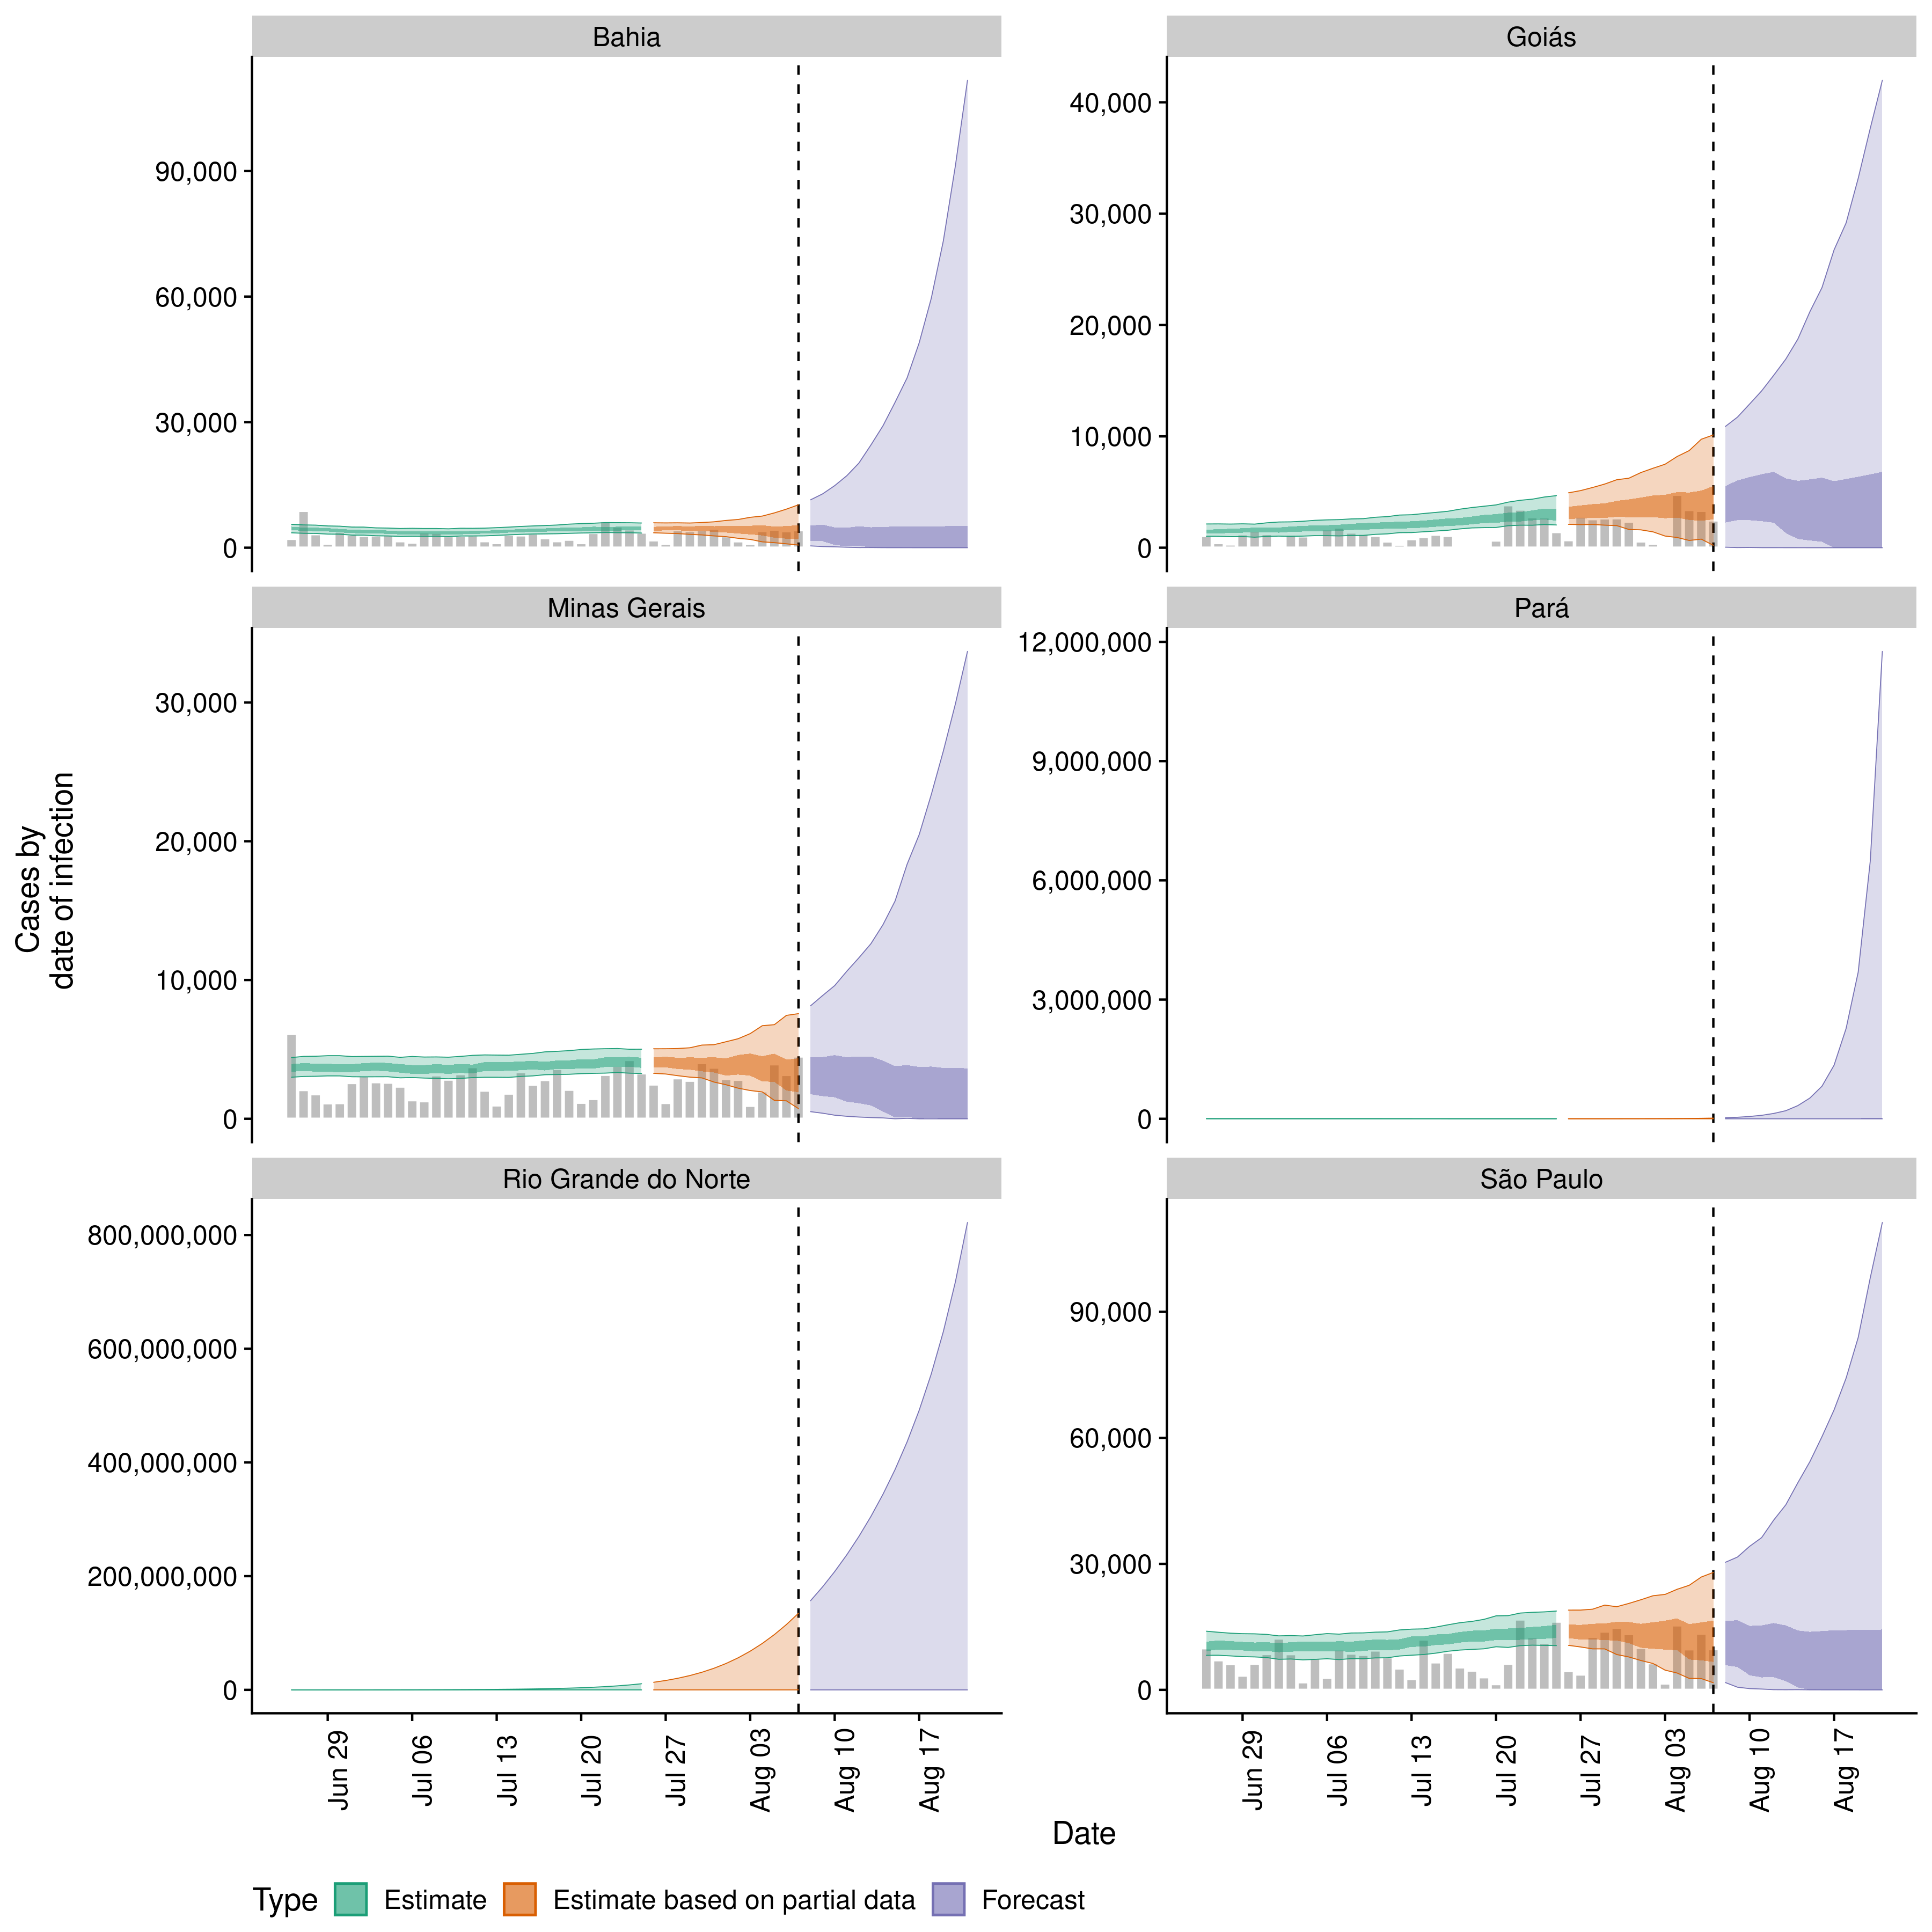 Bahia
Goiás
90,000
60,000
30,000
0
40,000
30,000
20,000
10,000
0
Minas Gerais
Pará
30,000
20,000
10,000
0
12,000,000
9,000,000
6,000,000
3,000,000
0
Cases by
date of infection
Rio Grande do Norte
São Paulo
800,000,000
600,000,000
400,000,000
200,000,000
0
90,000
60,000
30,000
0
Jun 29
Jul 06
Jul 13
Jul 20
Jul 27
Aug 03
Aug 10
Aug 17
Jun 29
Jul 06
Jul 13
Jul 20
Jul 27
Aug 03
Aug 10
Aug 17
Date
Type Estimate Estimate based on partial data Forecast